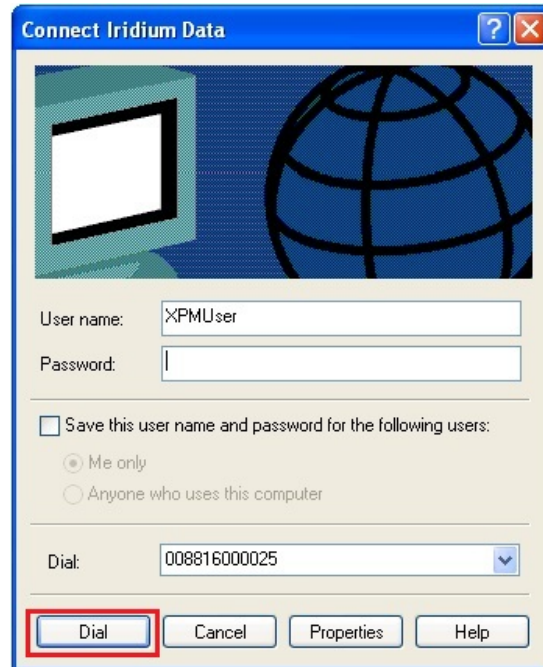 Connect Iridium Data
User name: XPMUser
Password:
Save this user name and password for the following users:
Me only
Anyone who uses this computer
Dial: 008816000025
Dial Cancel Properties Help